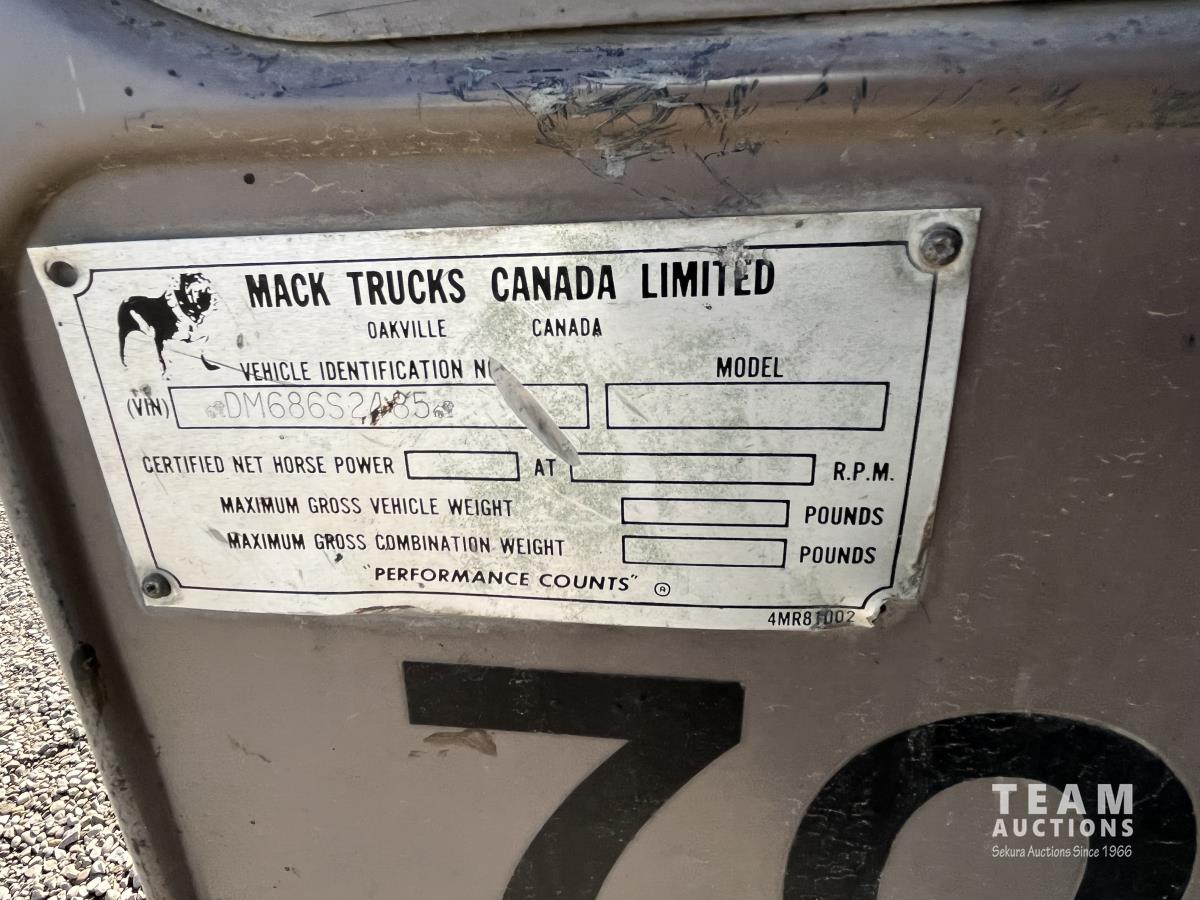 MACK TRUCKS CANADA LIMITED
OAKVILLE CANADA
VEHICLE IDENTIFICATION
MODEL
(VIN)
CERTIFIED NET HORSE POWER AT R.P.M.
MAXIMUM GROSS VEHICLE WEIGHT POUNDS
MAXIMUM GROSS COMBINATION WEIGHT POUNDS
"PERFORMANCE COUNTS" ®
4MR81002
TEAM
AUCTIONS
Sekura Auctions Since 1966